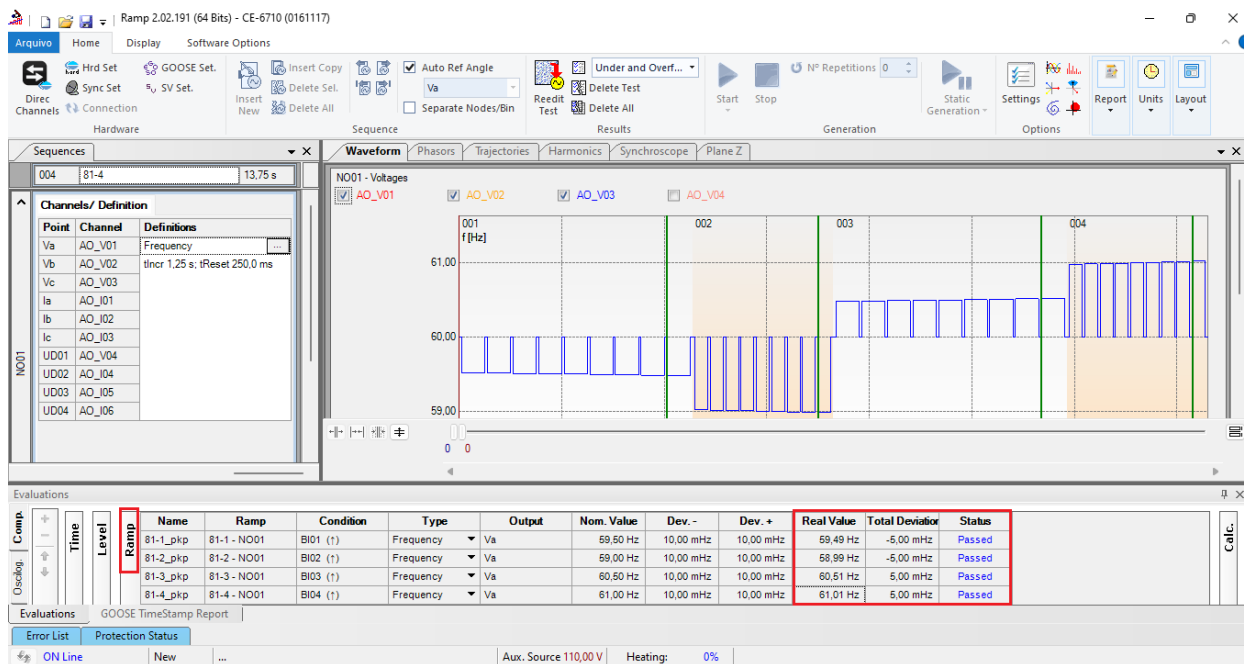 Ramp 2.02.191 (64 Bits) - CE-6710 (0161117)
Arquivo Home Display Software Options
Hrd Set GOOSE Set. Insert Copy Auto Ref Angle Under and Overf... Nº Repetitions 0
Sync Set SV Set. Delete Sel. Va Delete Test
Direc Channels Connection Insert New Delete All Separate Nodes/Bin Reedit Test Delete All Start Stop Static Generation Settings Report Units Layout
Hardware Sequence Results Generation Options
Sequences Waveform Phasors Trajectories Harmonics Synchroscope Plane Z
004 81-4 13,75 s
NO01 - Voltages
AO_V01 AO_V02 AO_V03 AO_V04
Channels/ Definition
Point Channel Definitions
Va AO_V01 Frequency ...
Vb AO_V02 tIncr 1,25 s; tReset 250,0 ms
Vc AO_V03
Ia AO_I01
Ib AO_I02
Ic AO_I03
UD01 AO_V04
UD02 AO_I04
UD03 AO_I05
UD04 AO_I06
NO01
001 002 003 004
f [Hz]
61,00
60,00
59,00
0 0
Evaluations
Comp.
Oscilog.
Time
Level
Ramp
Calc.
Name Ramp Condition Type Output Nom. Value Dev. - Dev. + Real Value Total Deviation Status
81-1_pkp 81-1 - NO01 BI01 (↑) Frequency Va 59,50 Hz 10,00 mHz 10,00 mHz 59,49 Hz -5,00 mHz Passed
81-2_pkp 81-2 - NO01 BI02 (↑) Frequency Va 59,00 Hz 10,00 mHz 10,00 mHz 58,99 Hz -5,00 mHz Passed
81-3_pkp 81-3 - NO01 BI03 (↑) Frequency Va 60,50 Hz 10,00 mHz 10,00 mHz 60,51 Hz 5,00 mHz Passed
81-4_pkp 81-4 - NO01 BI04 (↑) Frequency Va 61,00 Hz 10,00 mHz 10,00 mHz 61,01 Hz 5,00 mHz Passed
Evaluations GOOSE TimeStamp Report
Error List Protection Status
ON Line New ... Aux. Source 110,00 V Heating: 0%